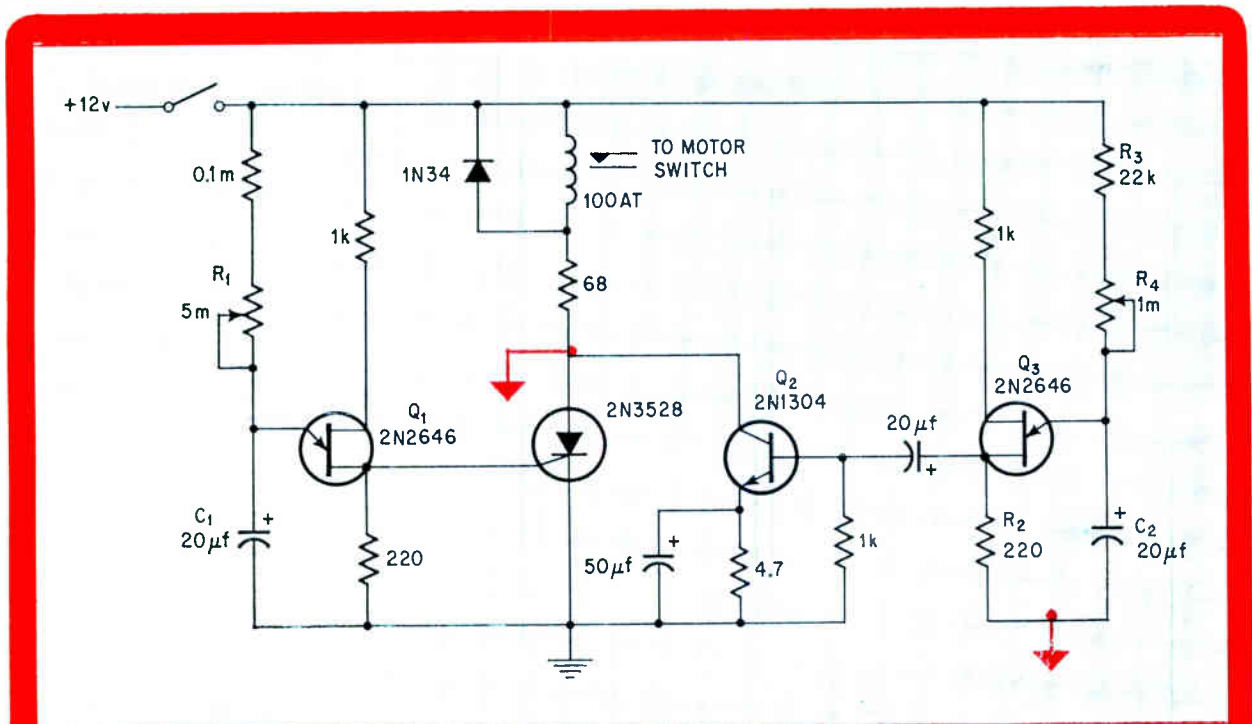 +12v
0.1m
R1
5m
C1
20µf
+
1k
Q1
2N2646
220
1N34
100AT
TO MOTOR
SWITCH
68
2N3528
Q2
2N1304
50µf
+
4.7
1k
20µf
+
1k
Q3
2N2646
R2
220
R3
22k
R4
1m
C2
20µf
+